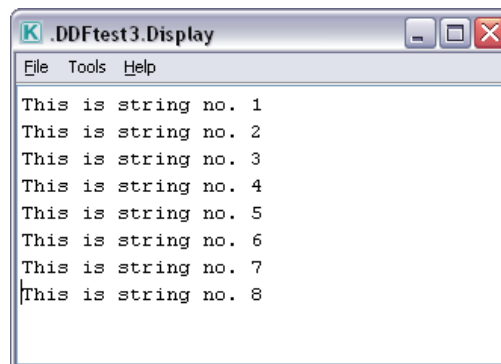 K .DDFtest3.Display
File Tools Help
This is string no. 1
This is string no. 2
This is string no. 3
This is string no. 4
This is string no. 5
This is string no. 6
This is string no. 7
This is string no. 8